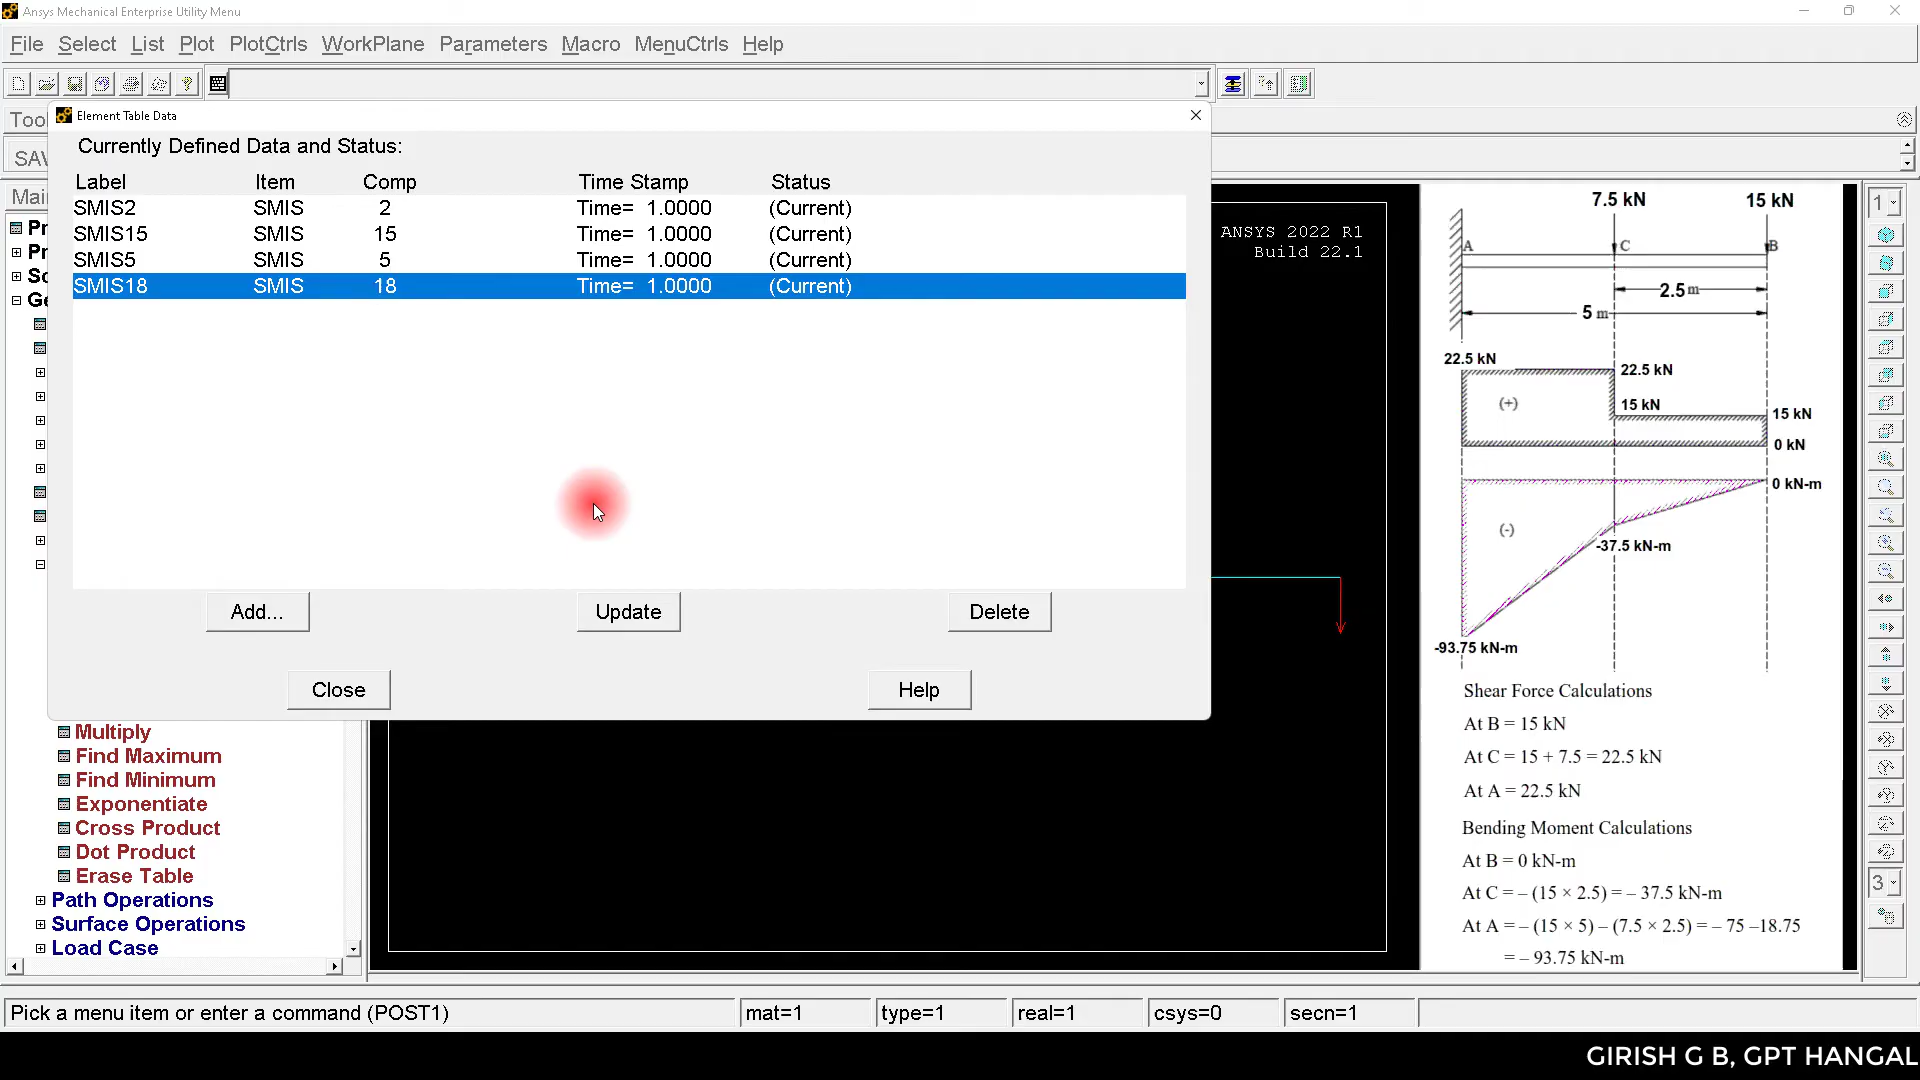 Ansys Mechanical Enterprise Utility Menu
File Select List Plot PlotCtrls WorkPlane Parameters Macro MenuCtrls Help
Too
Element Table Data
Currently Defined Data and Status:
SAV
Label Item Comp Time Stamp Status
Mai
SMIS2 SMIS 2 Time= 1.0000 (Current)
SMIS15 SMIS 15 Time= 1.0000 (Current)
SMIS5 SMIS 5 Time= 1.0000 (Current)
SMIS18 SMIS 18 Time= 1.0000 (Current)
Pr
Pr
So
Ge
Add... Update Delete
Close Help
Multiply
Find Maximum
Find Minimum
Exponentiate
Cross Product
Dot Product
Erase Table
Path Operations
Surface Operations
Load Case
ANSYS 2022 R1
Build 22.1
7.5 kN 15 kN
A C B
2.5 m
5 m
22.5 kN
22.5 kN
(+) 15 kN
15 kN
0 kN
0 kN-m
(-)
-37.5 kN-m
-93.75 kN-m
Shear Force Calculations
At B = 15 kN
At C = 15 + 7.5 = 22.5 kN
At A = 22.5 kN
Bending Moment Calculations
At B = 0 kN-m
At C = – (15 × 2.5) = – 37.5 kN-m
At A = – (15 × 5) – (7.5 × 2.5) = – 75 –18.75
= – 93.75 kN-m
1
3
Pick a menu item or enter a command (POST1) mat=1 type=1 real=1 csys=0 secn=1
GIRISH G B, GPT HANGAL